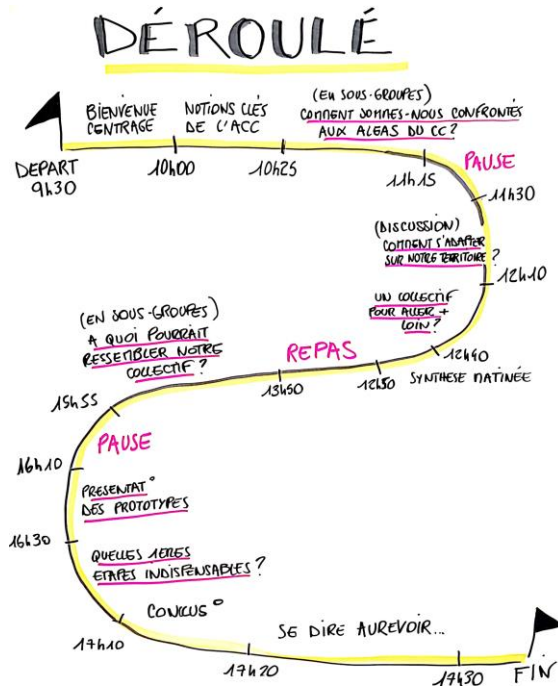 DÉROULÉ
DEPART
9h30
BIENVENUE
CENTRAGE
10h00
NOTIONS CLÉS
DE L'ACC
10h25
(EN SOUS-GROUPES)
COMMENT SOMMES-NOUS CONFRONTÉS
AUX ALEAS DU CC?
11h15
PAUSE
11h30
(DISCUSSION)
COMMENT S'ADAPTER
SUR NOTRE TERRITOIRE?
12h10
UN COLLECTIF
POUR ALLER +
LOIN?
12h40
SYNTHESE MATINÉE
12h50
REPAS
13h50
(EN SOUS-GROUPES)
A QUOI POURRAIT
RESSEMBLER NOTRE
COLLECTIF?
15h55
PAUSE
16h10
PRESENTAT°
DES PROTOTYPES
16h30
QUELLES 1ERES
ETAPES INDISPENSABLES?
17h10
CONCLUS°
17h20
SE DIRE AUREVOIR...
17h30
FIN